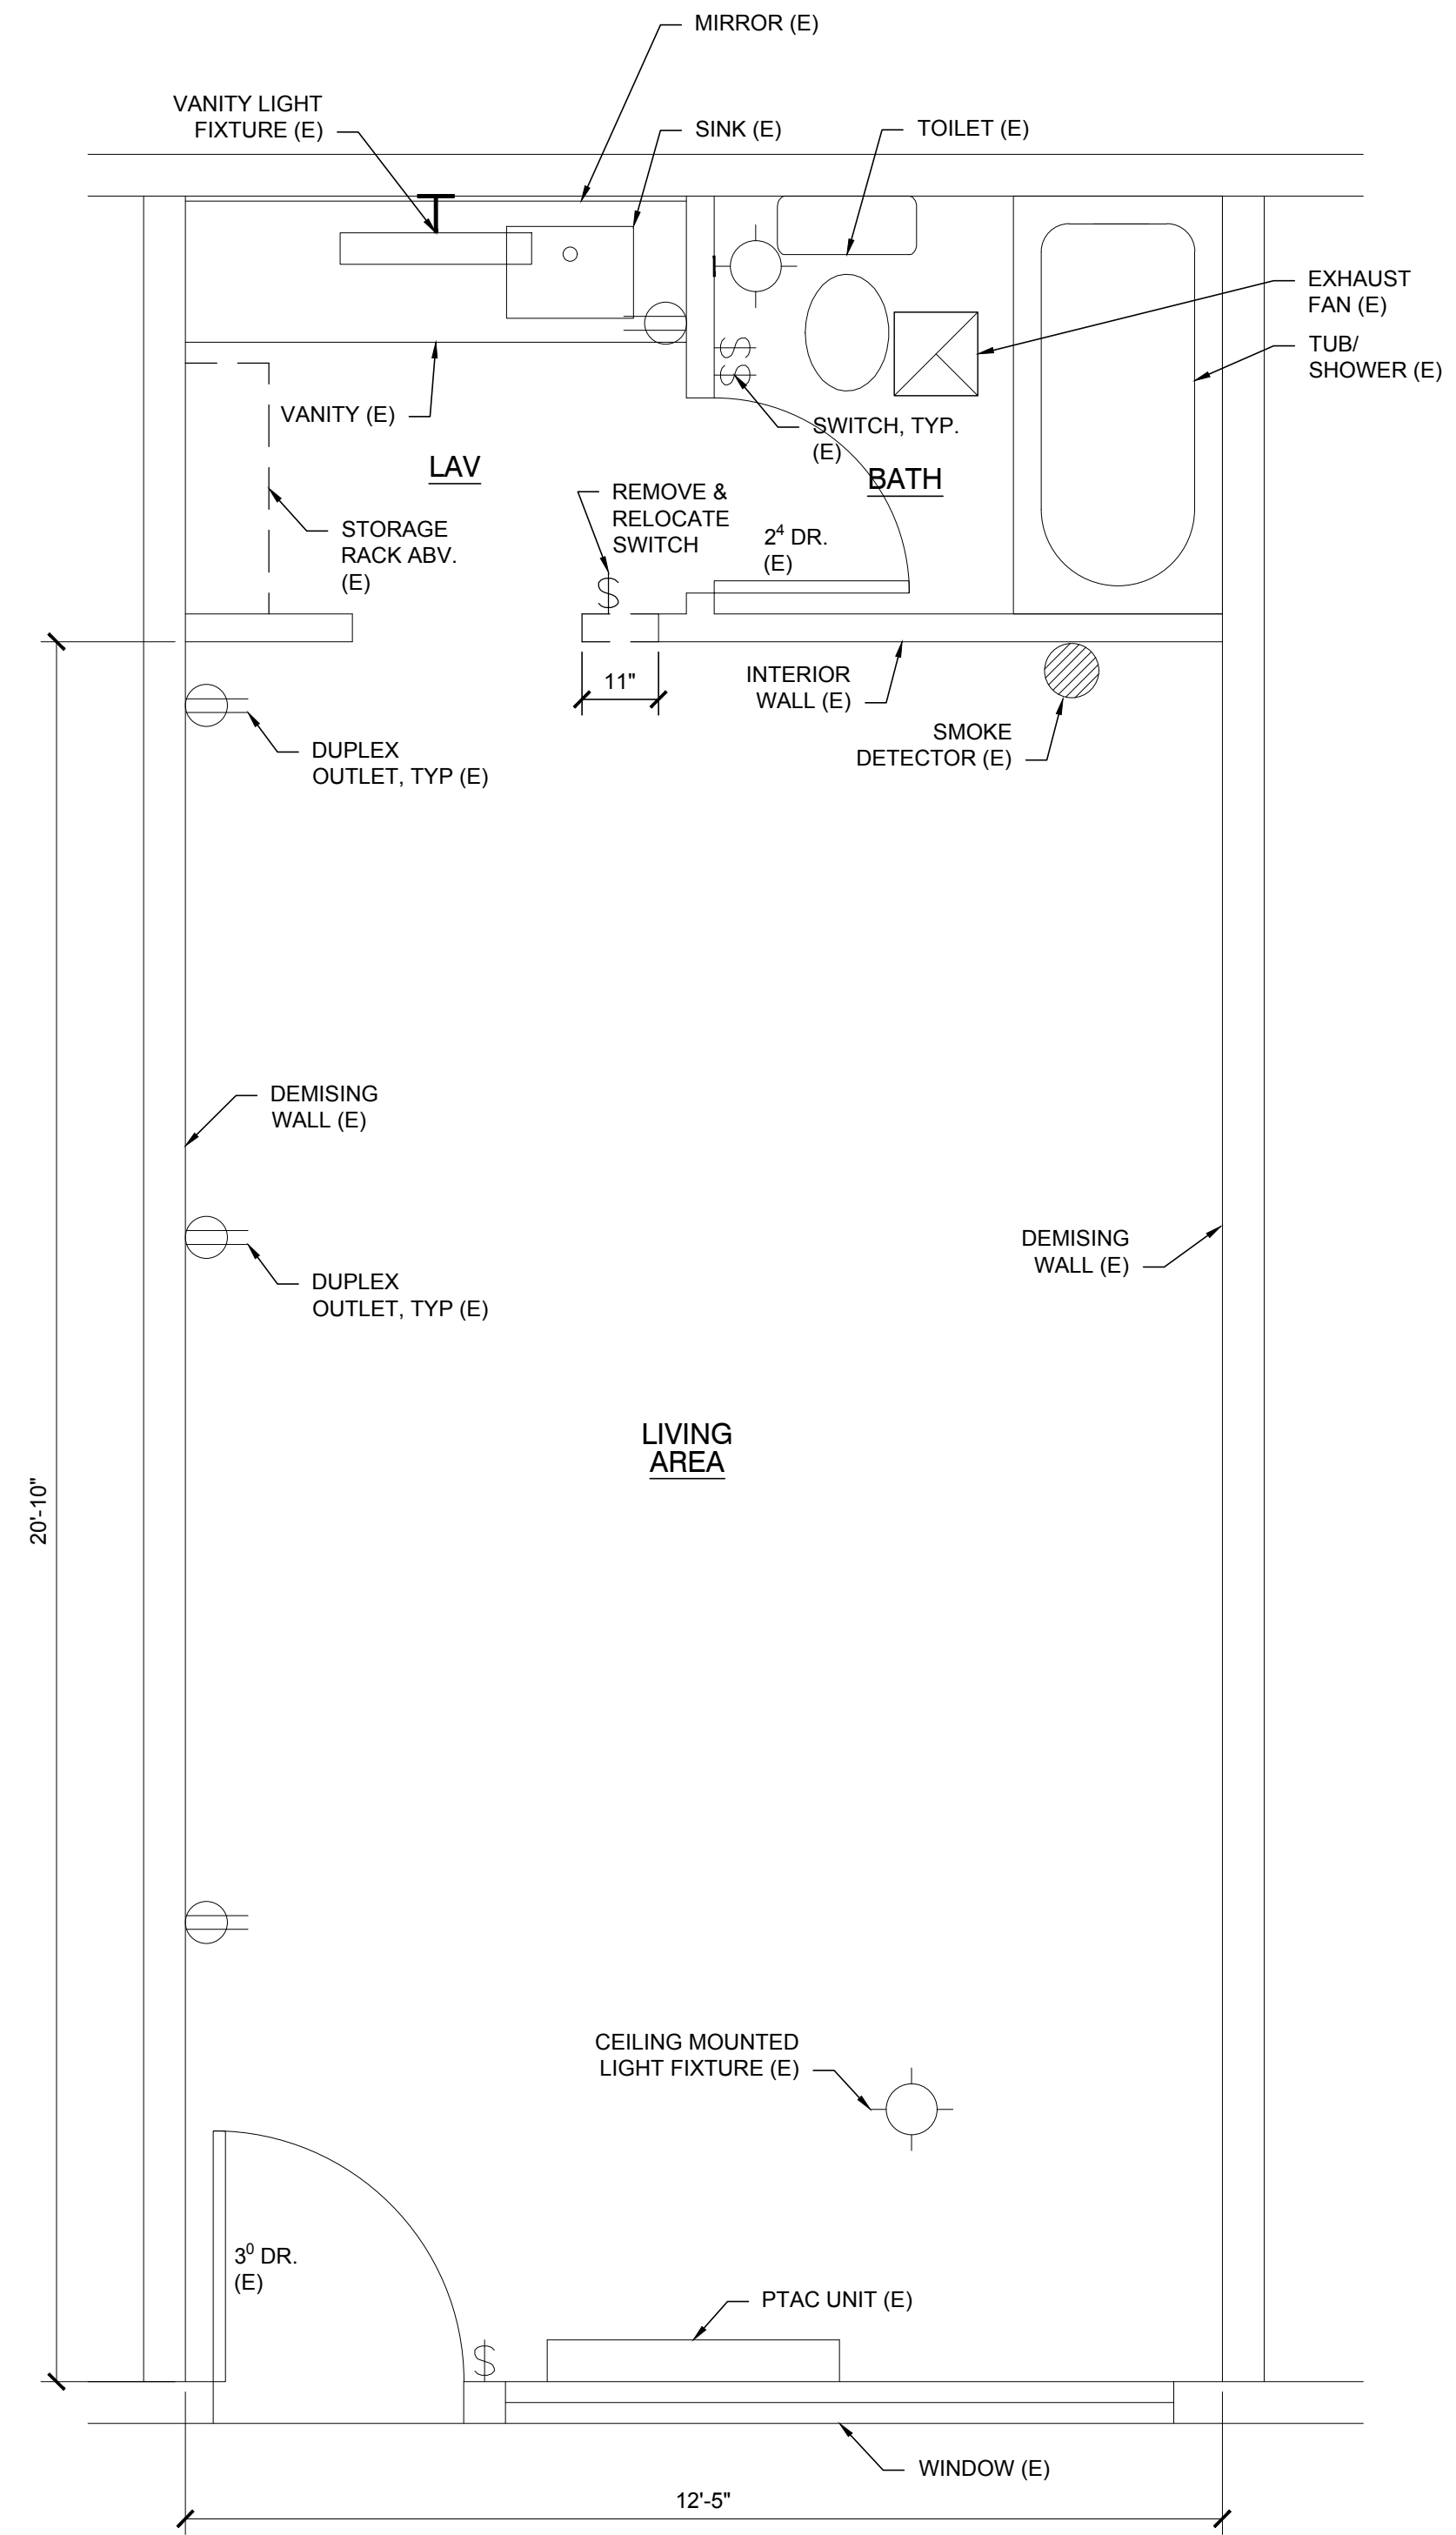 MIRROR (E)
VANITY LIGHT
FIXTURE (E)
SINK (E)
TOILET (E)
EXHAUST
FAN (E)
TUB/
SHOWER (E)
VANITY (E)
SWITCH, TYP.
(E)
LAV
BATH
REMOVE &
RELOCATE
SWITCH
STORAGE
RACK ABV.
(E)
2⁴ DR.
(E)
$
$
$
11"
INTERIOR
WALL (E)
SMOKE
DETECTOR (E)
DUPLEX
OUTLET, TYP (E)
DEMISING
WALL (E)
DEMISING
WALL (E)
DUPLEX
OUTLET, TYP (E)
LIVING
AREA
20'-10"
CEILING MOUNTED
LIGHT FIXTURE (E)
3⁰ DR.
(E)
PTAC UNIT (E)
$
WINDOW (E)
12'-5"